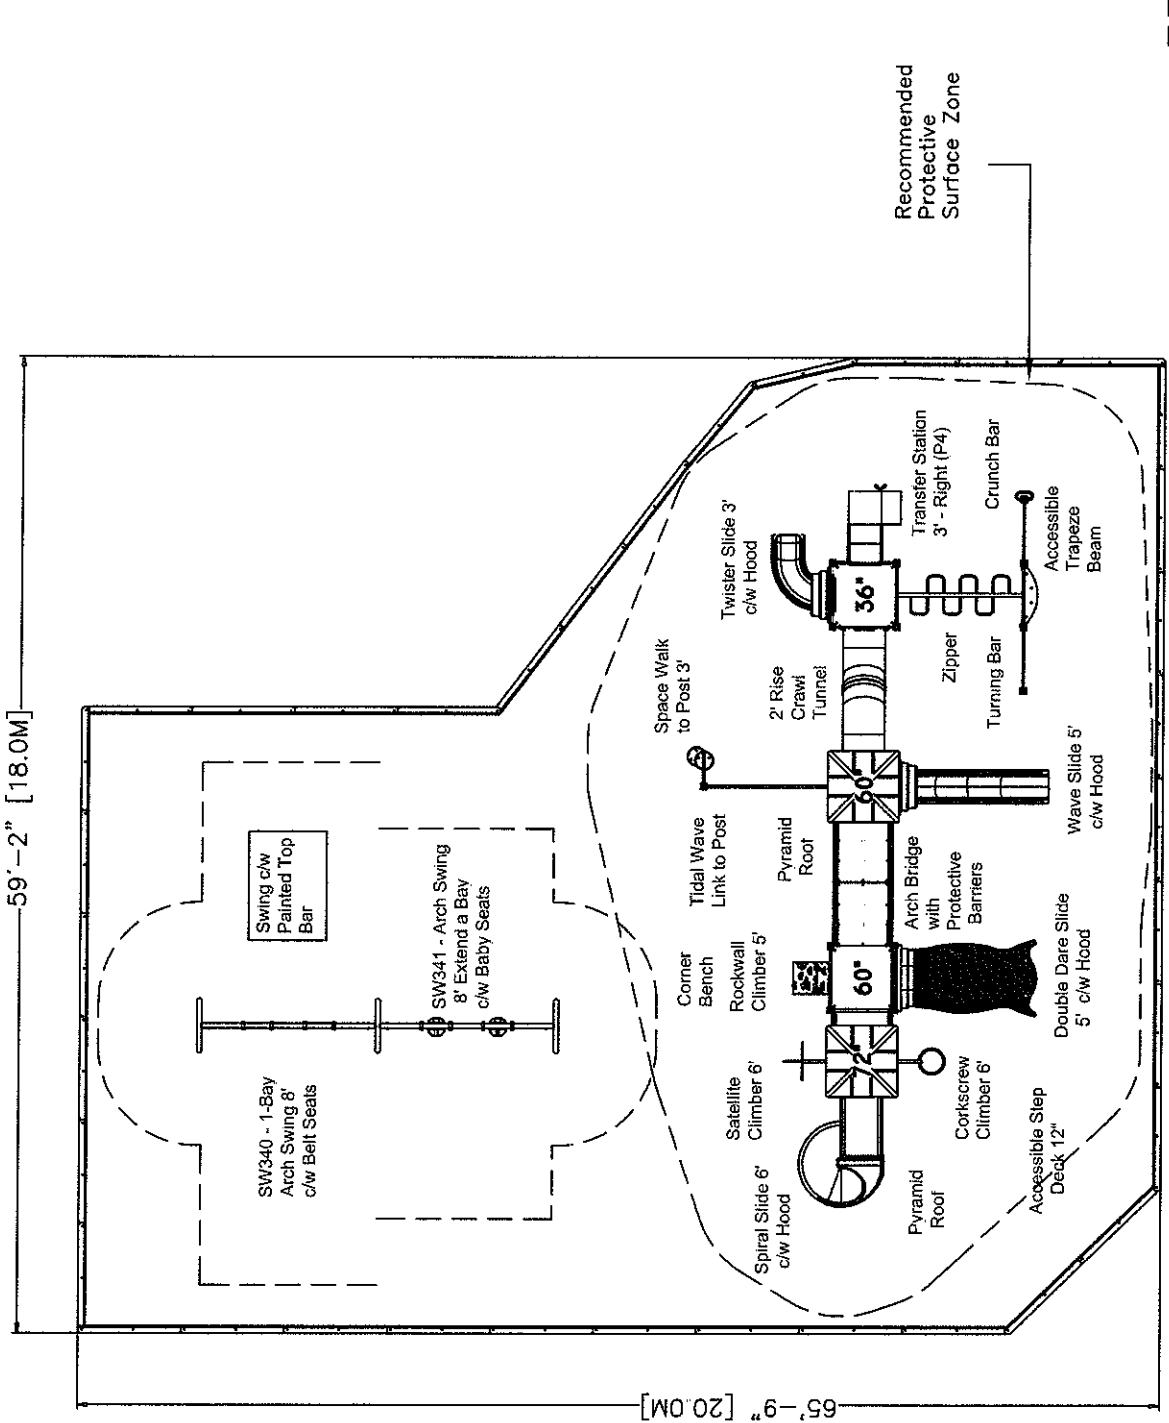 59'-2" [18.0M]
65'-9" [20.0M]
Recommended
Protective
Surface Zone
Swing c/w
Painted Top
Bar
SW340 - 1-Bay
Arch Swing 8'
c/w Belt Seats
SW341 - Arch Swing
8' Extend a Bay
c/w Baby Seats
Space Walk
to Post 3'
Twister Slide 3'
c/w Hood
Transfer Station
3' - Right (P4)
Crunch Bar
Accessible
Trapeze
Beam
36"
Zipper
Turning Bar
2' Rise
Crawl
Tunnel
Tidal Wave
Link to Post
Pyramid
Roof
60"
Wave Slide 5'
c/w Hood
Arch Bridge
with
Protective
Barriers
Corner
Bench
Rockwall
Climber 5'
60"
Double Dare Slide
5' c/w Hood
Satellite
Climber 6'
72"
Corkscrew
Climber 6'
Accessible Step
Deck 12"
Spiral Slide 6'
c/w Hood
Pyramid
Roof